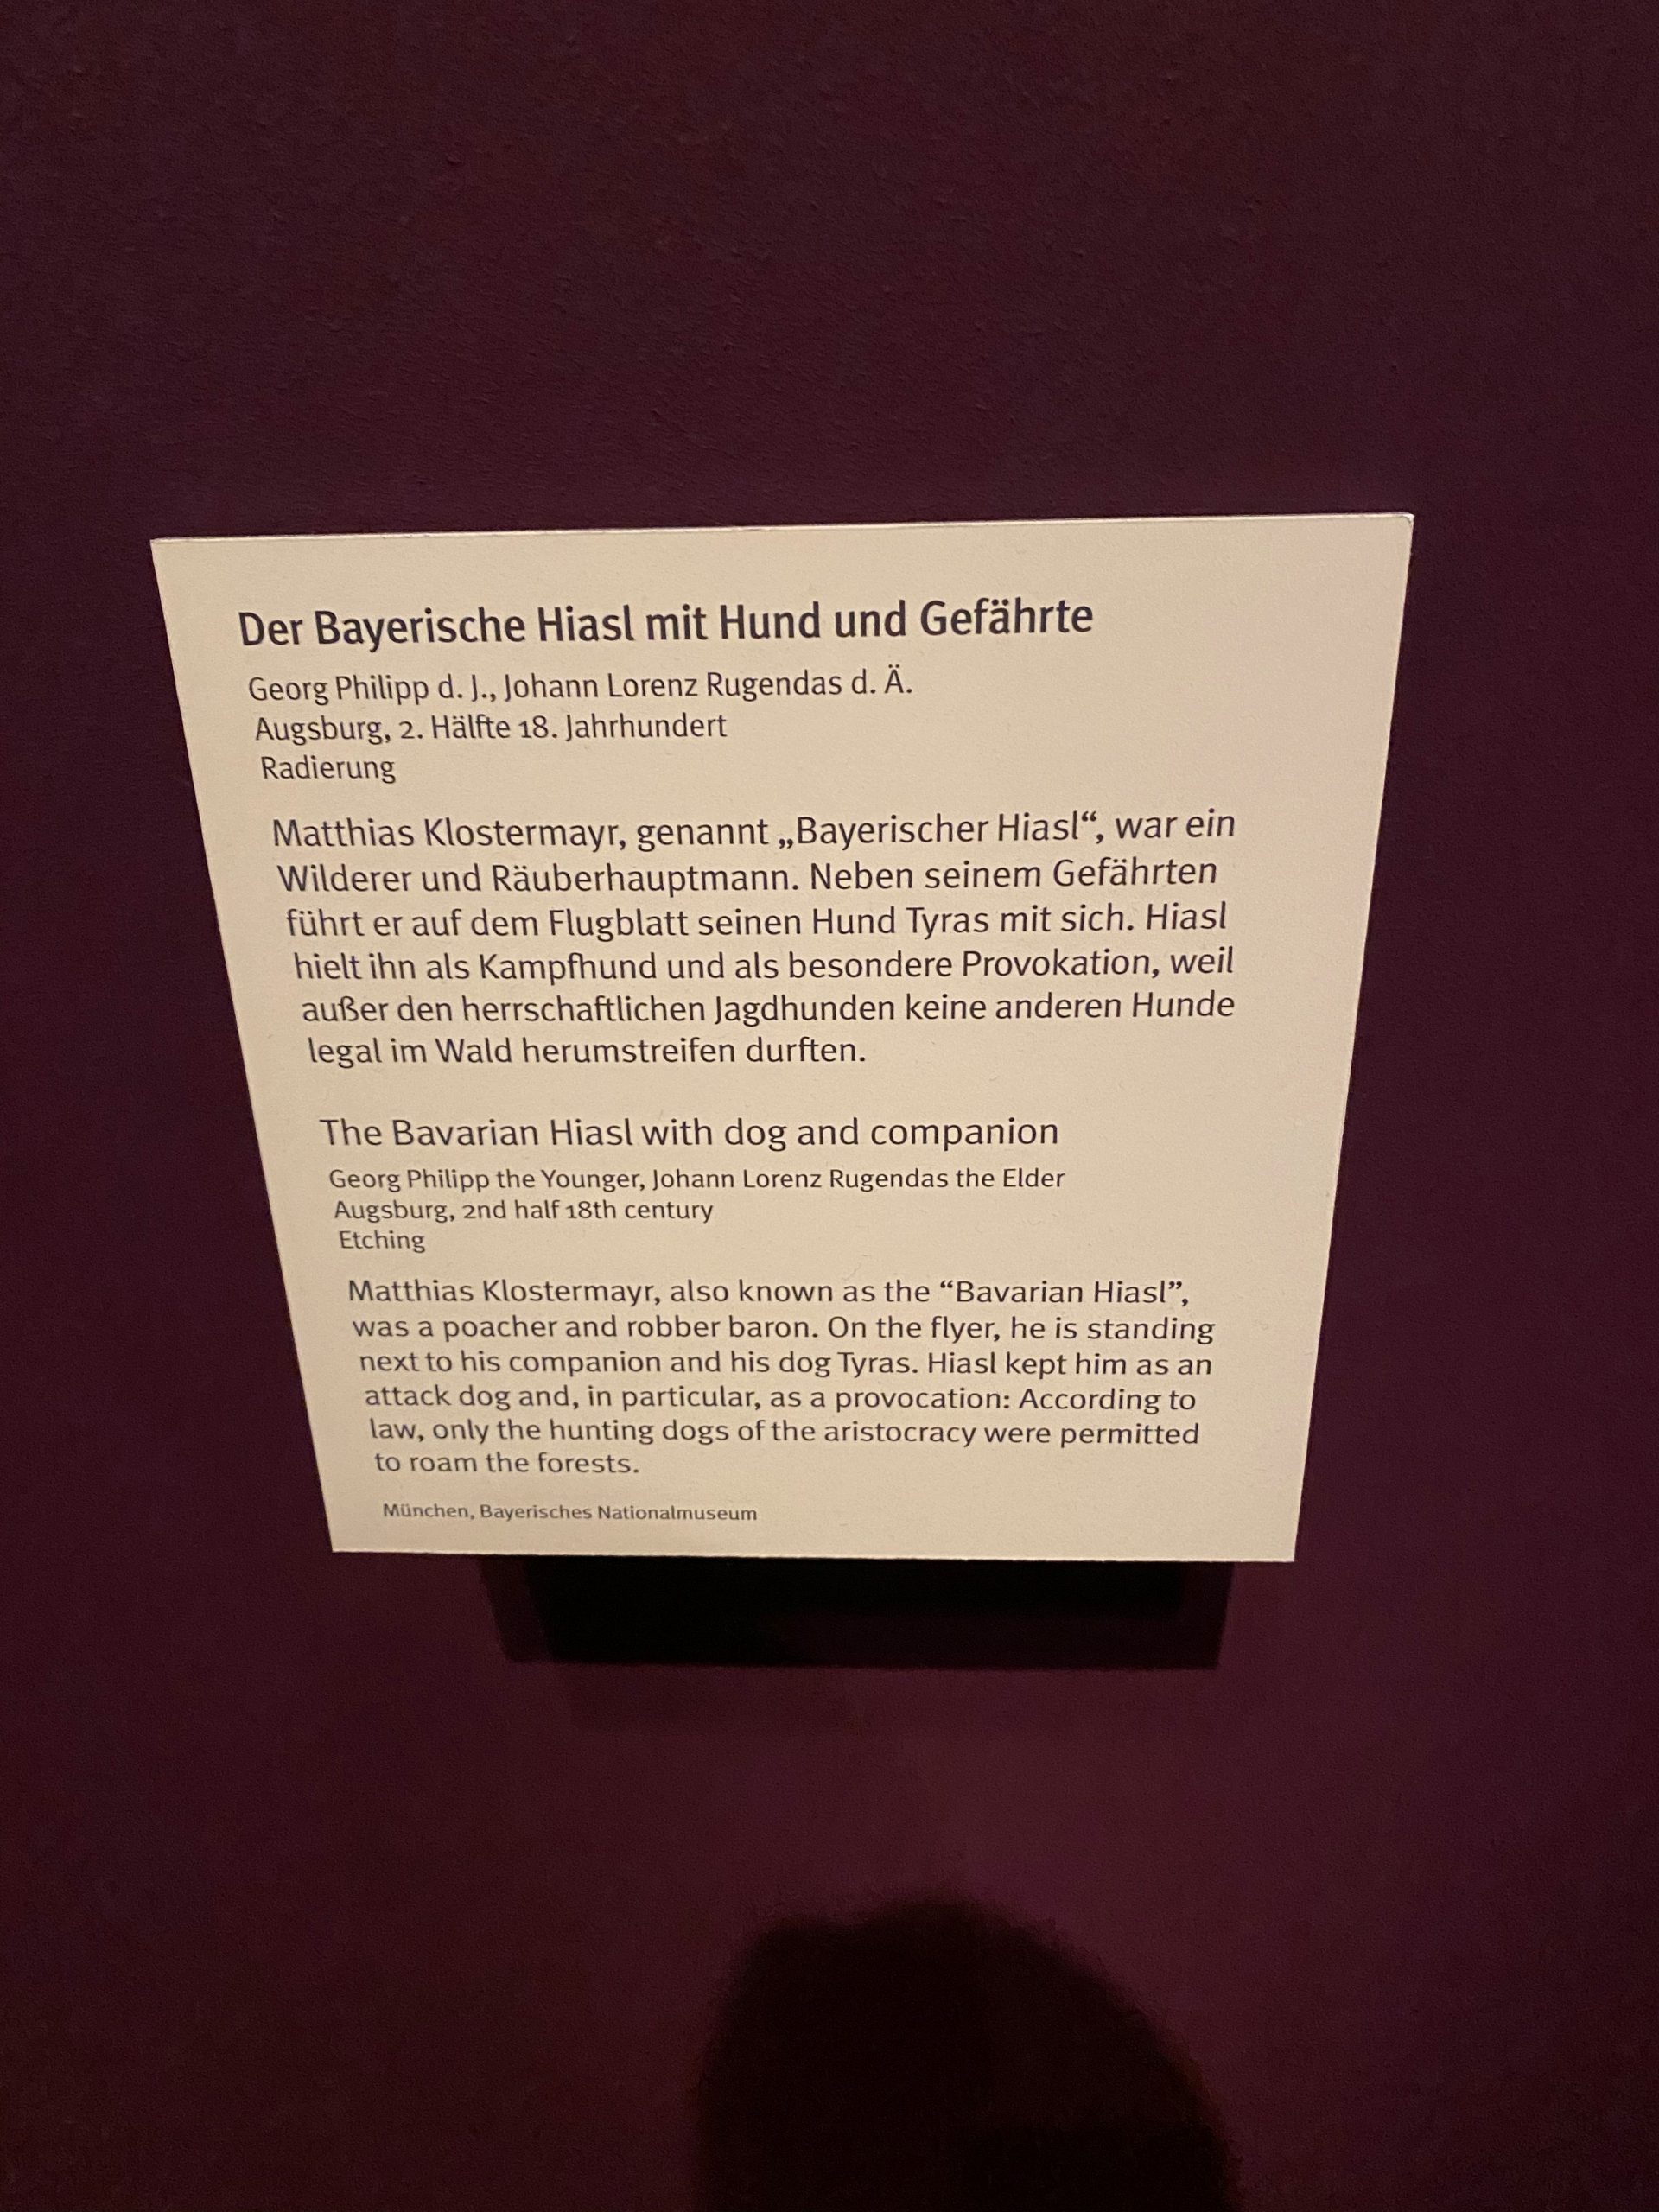 Der Bayerische Hiasl mit Hund und Gefährte
Georg Philipp d. J., Johann Lorenz Rugendas d. Ä.
Augsburg, 2. Hälfte 18. Jahrhundert
Radierung
Matthias Klostermayr, genannt „Bayerischer Hiasl“, war ein
Wilderer und Räuberhauptmann. Neben seinem Gefährten
führt er auf dem Flugblatt seinen Hund Tyras mit sich. Hiasl
hielt ihn als Kampfhund und als besondere Provokation, weil
außer den herrschaftlichen Jagdhunden keine anderen Hunde
legal im Wald herumstreifen durften.
The Bavarian Hiasl with dog and companion
Georg Philipp the Younger, Johann Lorenz Rugendas the Elder
Augsburg, 2nd half 18th century
Etching
Matthias Klostermayr, also known as the “Bavarian Hiasl”,
was a poacher and robber baron. On the flyer, he is standing
next to his companion and his dog Tyras. Hiasl kept him as an
attack dog and, in particular, as a provocation: According to
law, only the hunting dogs of the aristocracy were permitted
to roam the forests.
München, Bayerisches Nationalmuseum